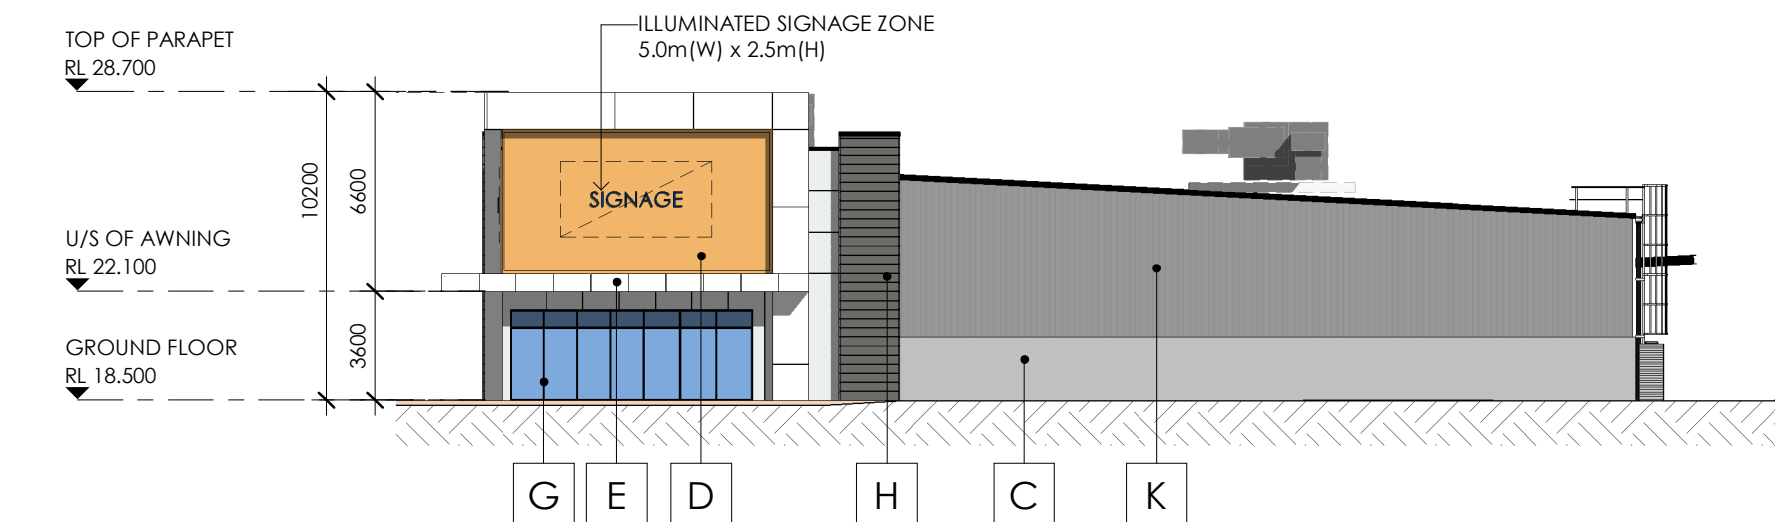 ILLUMINATED SIGNAGE ZONE
5.0m(W) x 2.5m(H)
TOP OF PARAPET
RL 28.700
10200
6600
SIGNAGE
U/S OF AWNING
RL 22.100
3600
GROUND FLOOR
RL 18.500
G
E
D
H
C
K